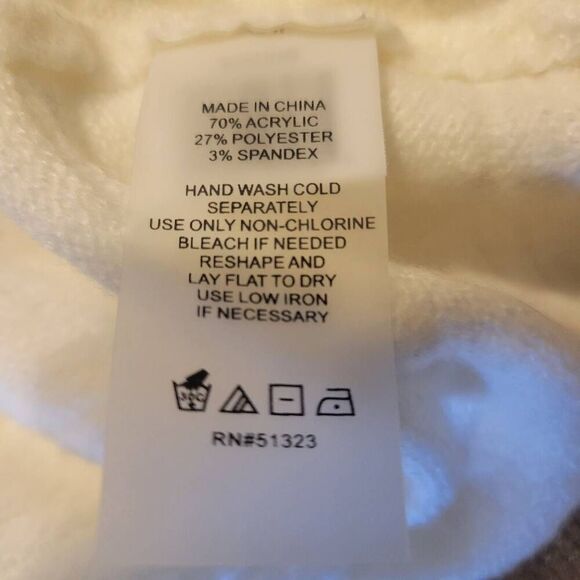 MADE IN CHINA
70% ACRYLIC
27% POLYESTER
3% SPANDEX
HAND WASH COLD
SEPARATELY
USE ONLY NON-CHLORINE
BLEACH IF NEEDED
RESHAPE AND
LAY FLAT TO DRY
USE LOW IRON
IF NECESSARY
30C
RN#51323